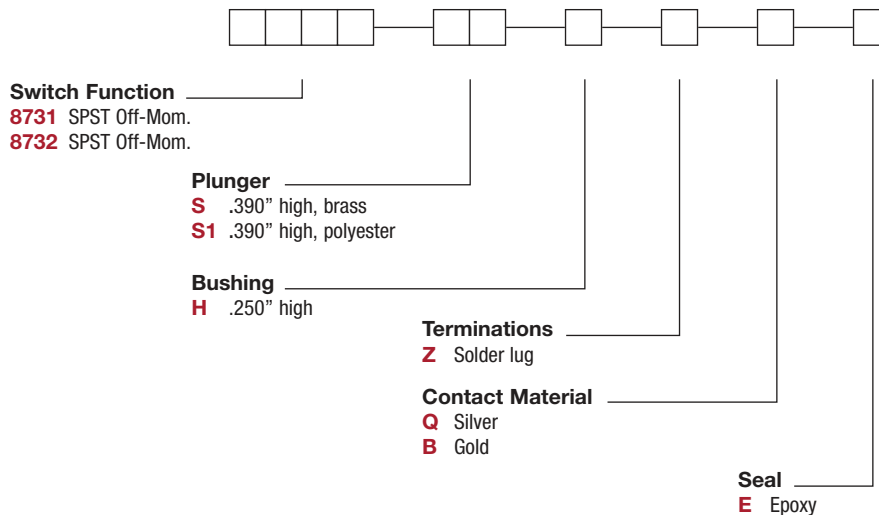 Switch Function
8731 SPST Off-Mom.
8732 SPST Off-Mom.
Plunger
S .390” high, brass
S1 .390” high, polyester
Bushing
H .250” high
Terminations
Z Solder lug
Contact Material
Q Silver
B Gold
Seal
E Epoxy